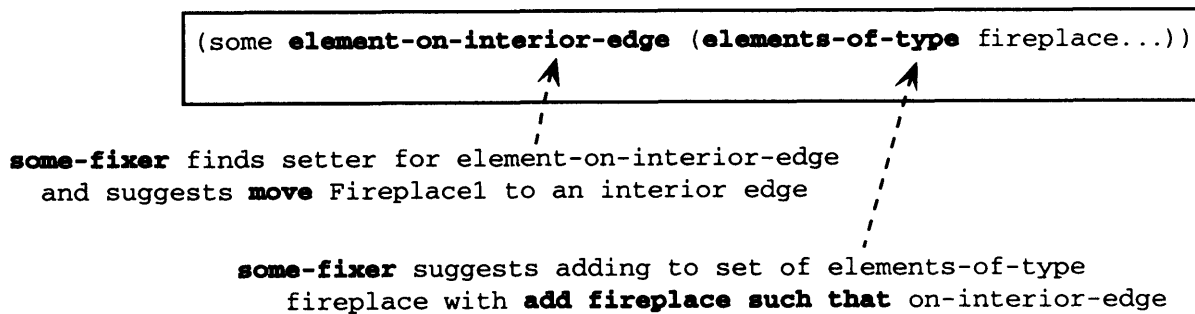 (some element-on-interior-edge (elements-of-type fireplace...))
some-fixer finds setter for element-on-interior-edge
and suggests move Fireplace1 to an interior edge
some-fixer suggests adding to set of elements-of-type
fireplace with add fireplace such that on-interior-edge